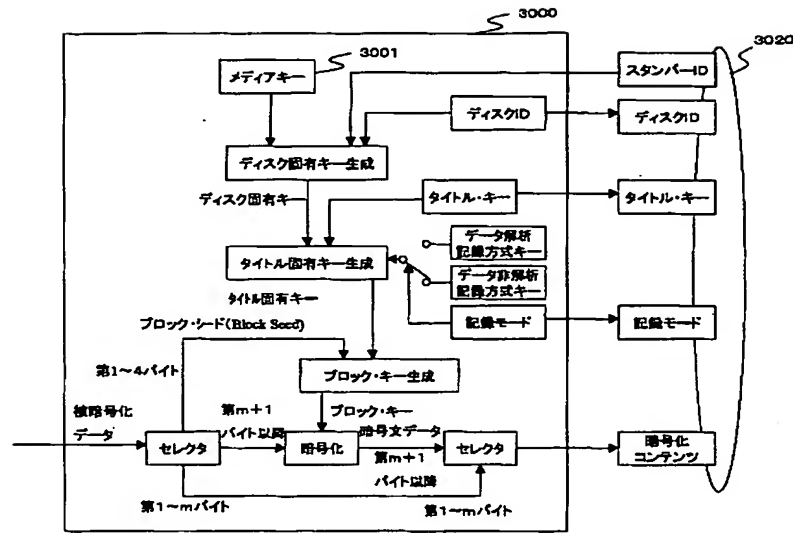 3000
3020
3001
メディアキー
スタンパーID
ディスクID
ディスクID
ディスク固有キー生成
ディスク固有キー
タイトル・キー
タイトル・キー
データ解析
記録方式キー
タイトル固有キー生成
データ非解析
記録方式キー
タイトル固有キー
記録モード
記録モード
ブロック・シード(Block Seed)
第1~4バイト
ブロック・キー生成
被暗号化
データ
第m+1
バイト以降
ブロック・キー
暗号文データ
セレクタ
暗号化
第m+1
バイト以降
セレクタ
暗号化
コンテンツ
第1~mバイト
第1~mバイト